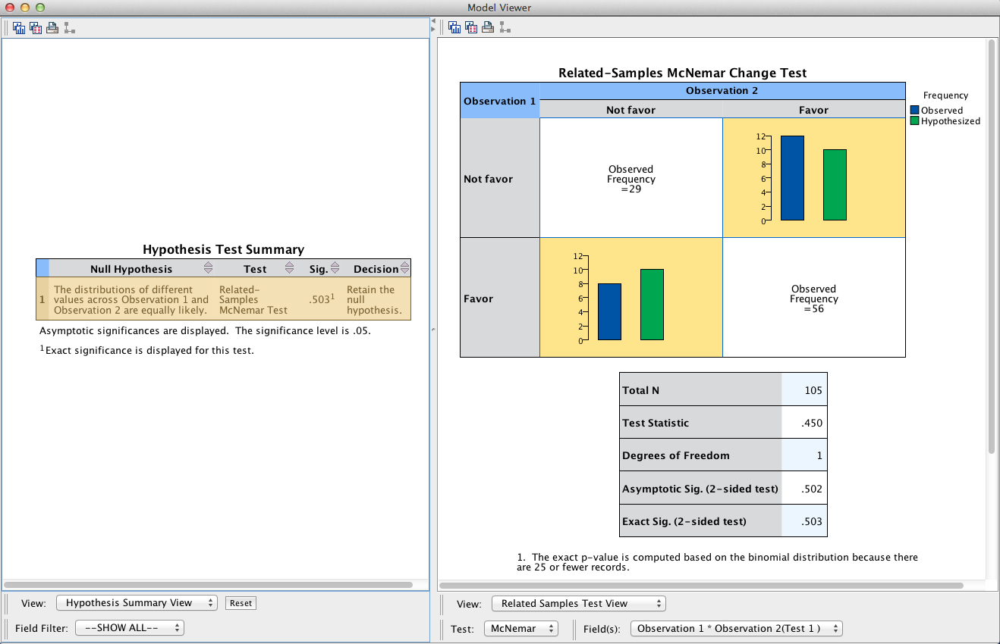 Model Viewer
Hypothesis Test Summary
Null Hypothesis Test Sig. Decision
1
The distributions of different
values across Observation 1 and
Observation 2 are equally likely.
Related-
Samples
McNemar Test
.503¹
Retain the
null
hypothesis.
Asymptotic significances are displayed.  The significance level is .05.
¹Exact significance is displayed for this test.
View: Hypothesis Summary View Reset
Field Filter: --SHOW ALL--
Related-Samples McNemar Change Test
Observation 1
Observation 2
Not favor Favor
Frequency
Observed
Hypothesized
Not favor
Observed
Frequency
=29
12
10
8
6
4
2
0
Favor
12
10
8
6
4
2
0
Observed
Frequency
=56
Total N 105
Test Statistic .450
Degrees of Freedom 1
Asymptotic Sig. (2-sided test) .502
Exact Sig. (2-sided test) .503
1.  The exact p-value is computed based on the binomial distribution because there
are 25 or fewer records.
View: Related Samples Test View
Test: McNemar Field(s): Observation 1 * Observation 2(Test 1 )